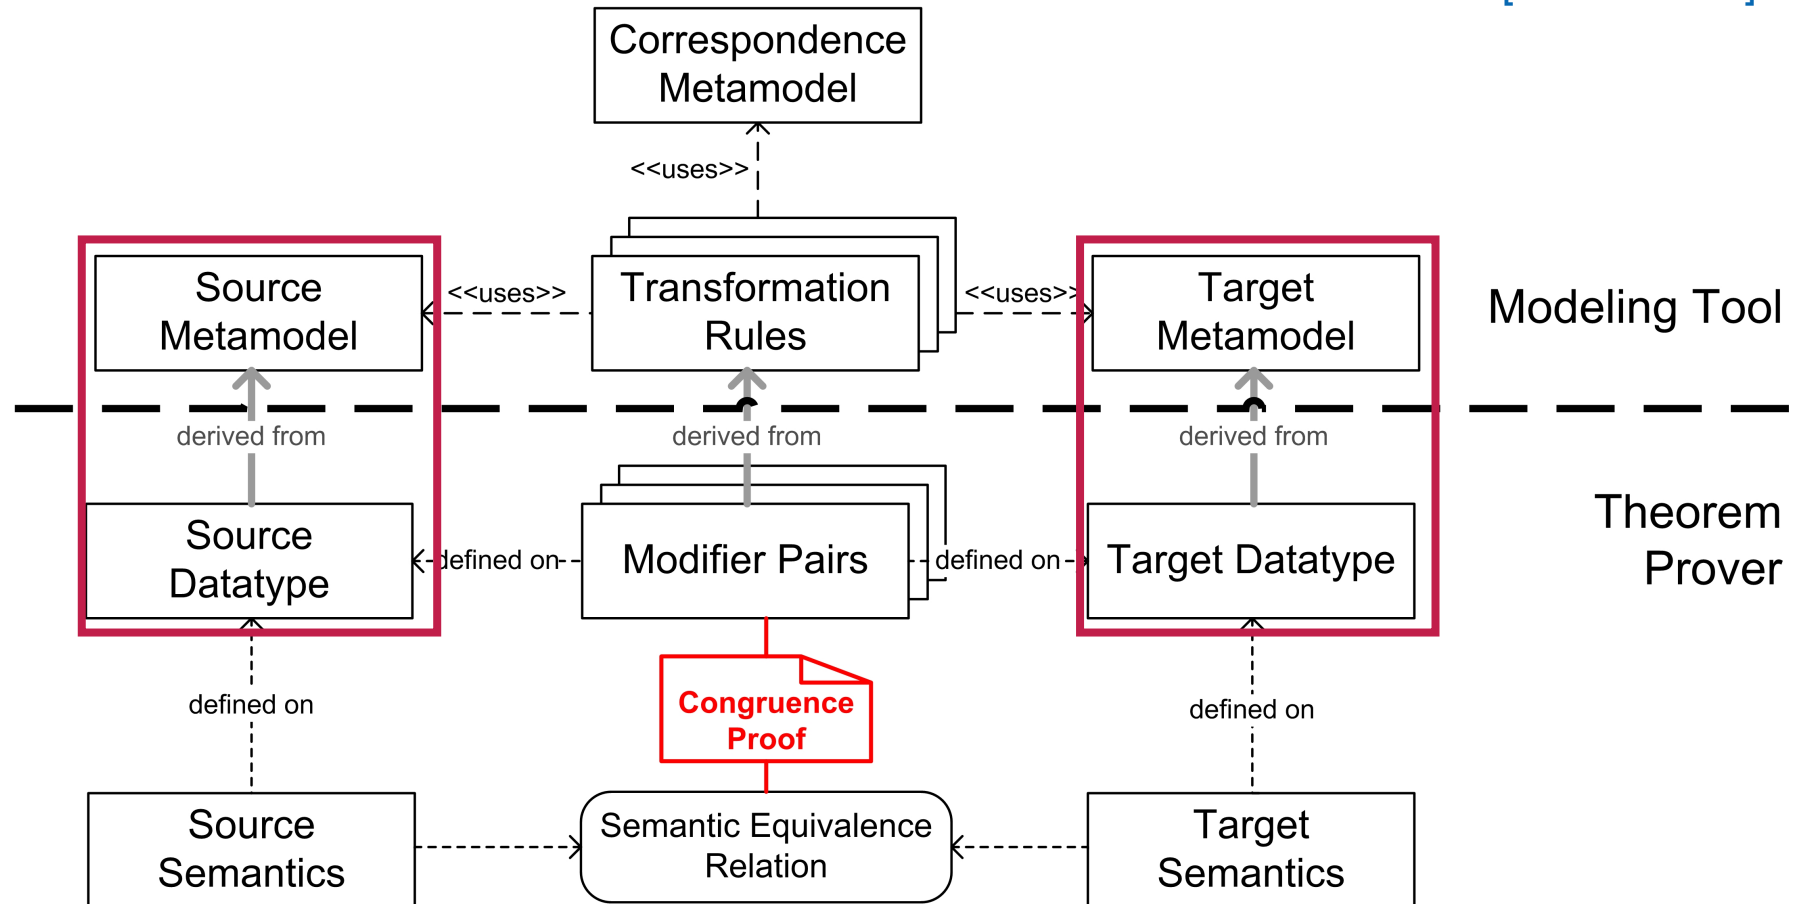 Correspondence
Metamodel
<<uses>>
Source
Metamodel
<<uses>>
Transformation
Rules
<<uses>>
Target
Metamodel
Modeling Tool
derived from
derived from
derived from
Theorem
Prover
Source
Datatype
defined on
Modifier Pairs
defined on
Target Datatype
defined on
Congruence
Proof
defined on
Source
Semantics
Semantic Equivalence
Relation
Target
Semantics